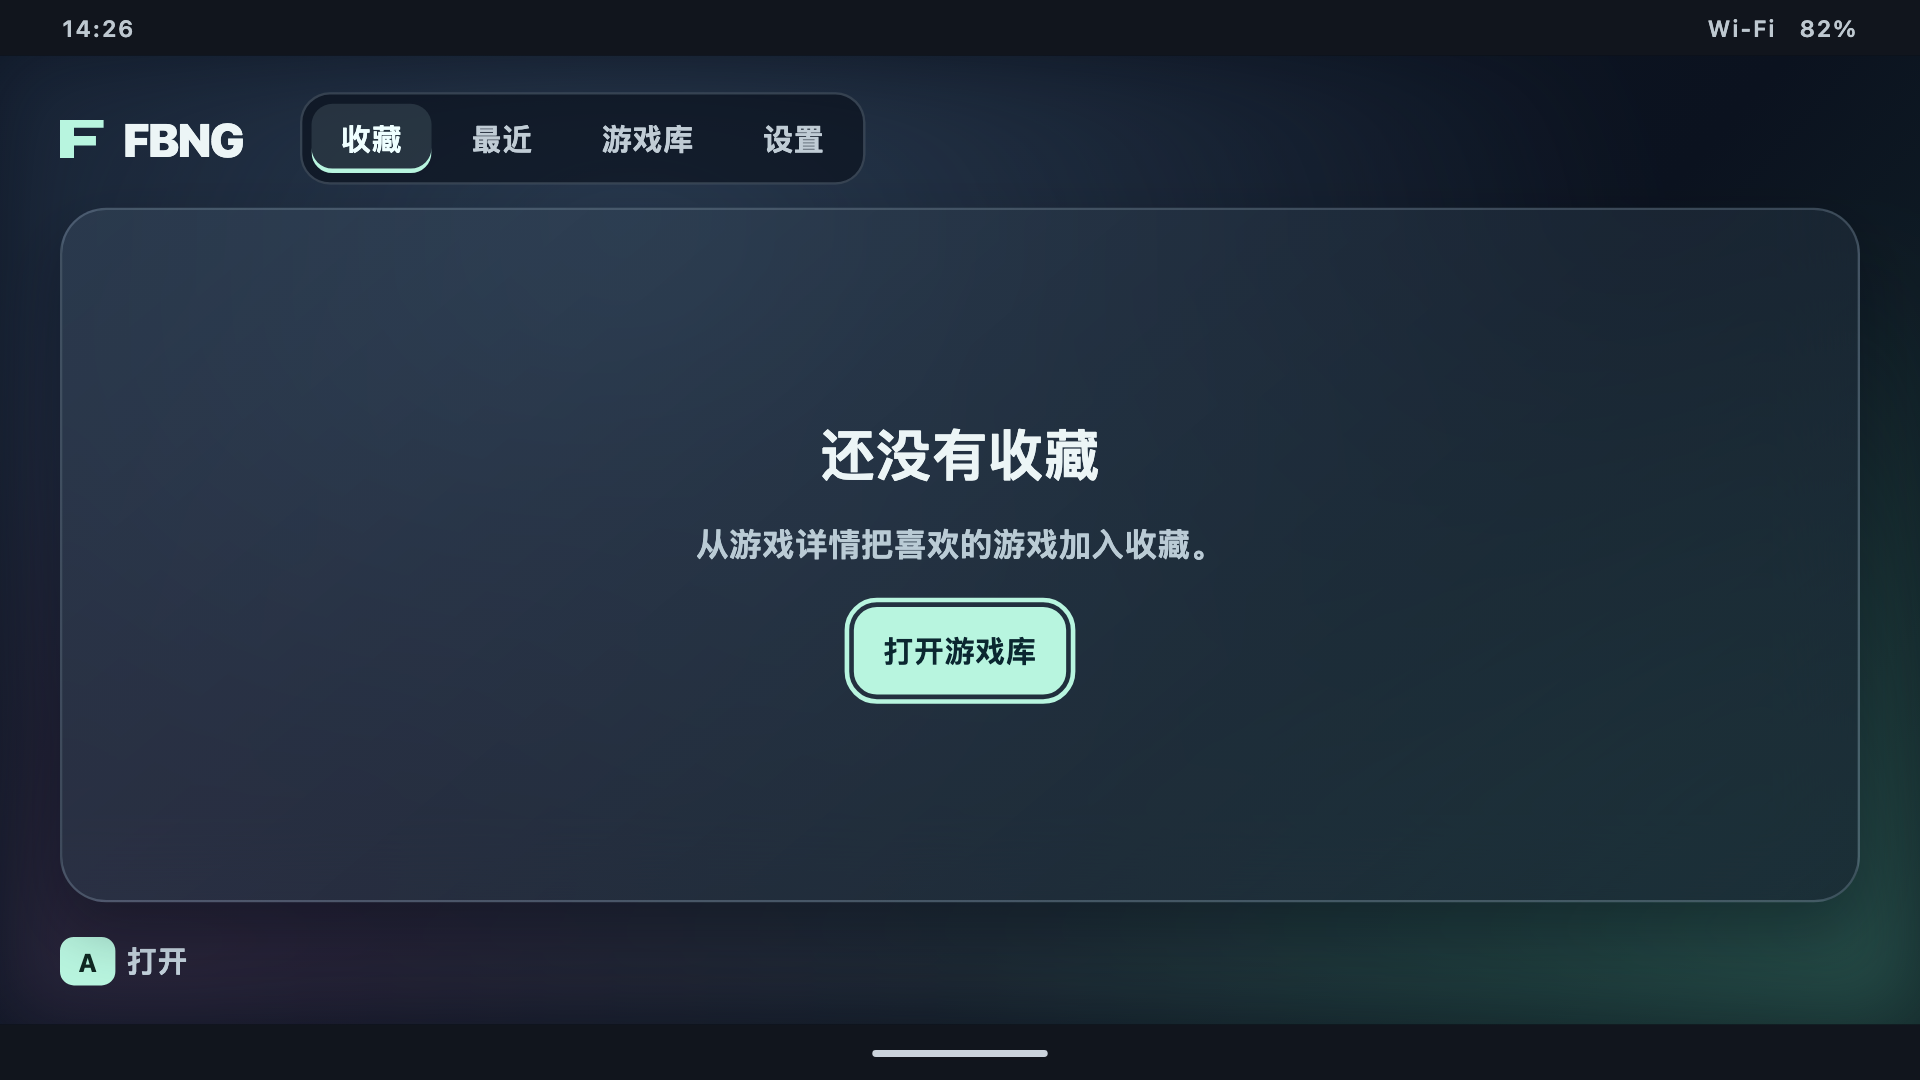 14:26
Wi-Fi 82%
FBNG
收藏 最近 游戏库 设置
还没有收藏
从游戏详情把喜欢的游戏加入收藏。
打开游戏库
A 打开